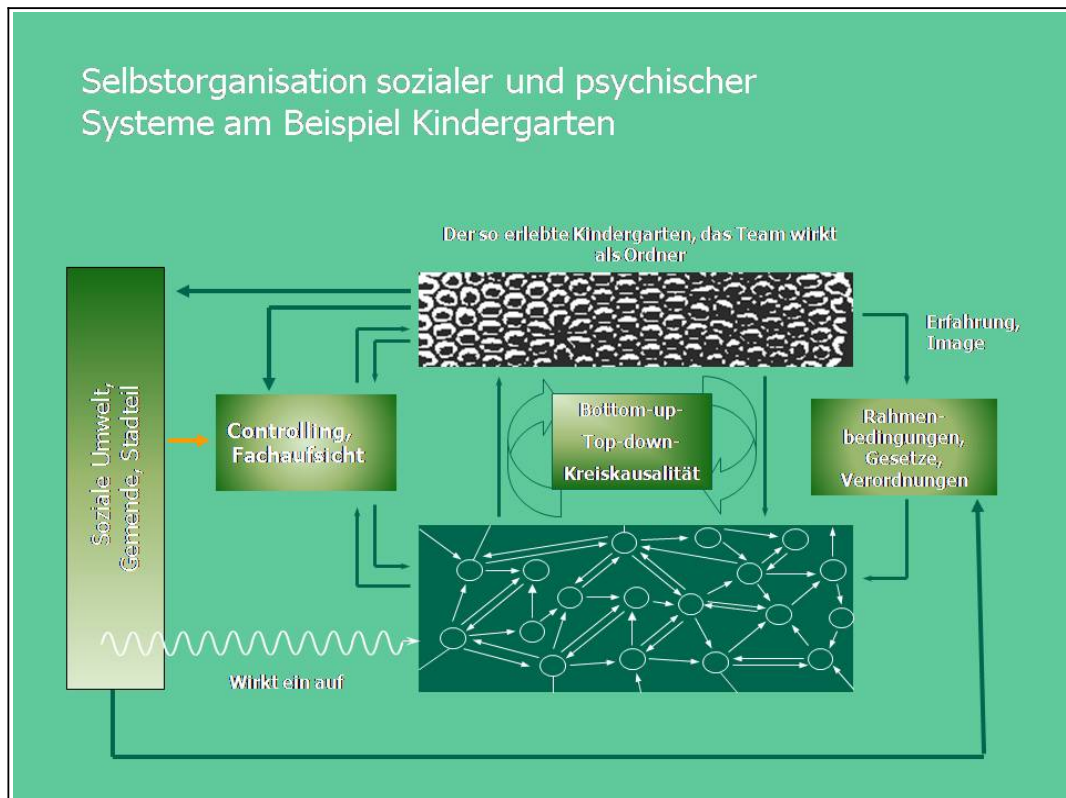 Selbstorganisation sozialer und psychischer
Systeme am Beispiel Kindergarten
Der so erlebte Kindergarten, das Team wirkt
als Ordner
Erfahrung,
Image
Soziale Umwelt,
Gemende, Stadtteil
Controlling,
Fachaufsicht
Bottom-up-
Top-down-
Kreiskausalität
Rahmen-
bedingungen,
Gesetze,
Verordnungen
Wirkt ein auf